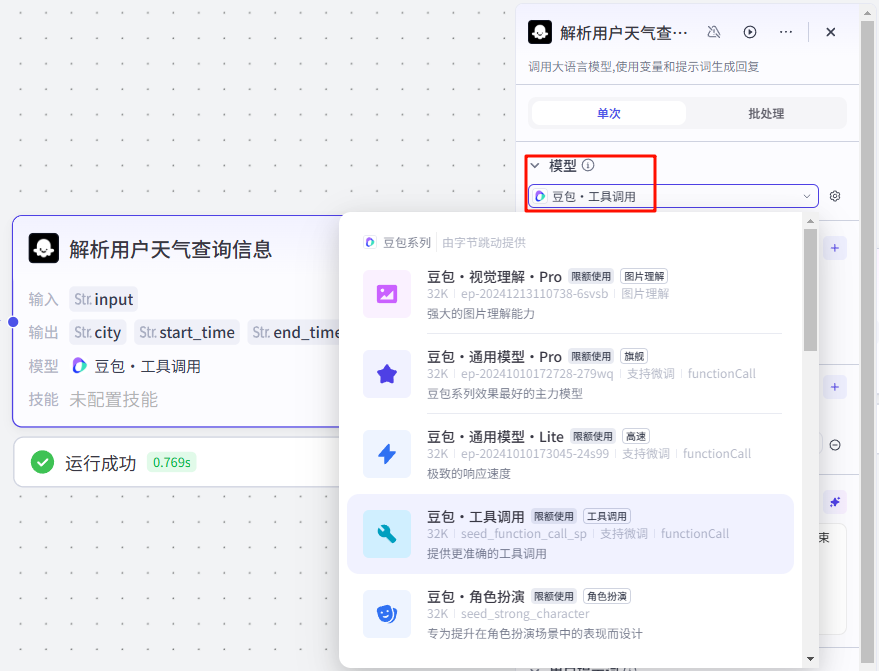 解析用户天气查···
调用大语言模型,使用变量和提示词生成回复
单次 批处理
模型
豆包・工具调用
解析用户天气查询信息
输入 Str. input
输出 Str. city Str. start_time Str. end_time
模型 豆包・工具调用
技能 未配置技能
运行成功 0.769s
豆包系列 由字节跳动提供
豆包・视觉理解・Pro 限额使用 图片理解
32K ep-20241213110738-6svsb 图片理解
强大的图片理解能力
豆包・通用模型・Pro 限额使用 旗舰
32K ep-20241010172728-279wq 支持微调 functionCall
豆包系列效果最好的主力模型
豆包・通用模型・Lite 限额使用 高速
32K ep-20241010173045-24s99 支持微调 functionCall
极致的响应速度
豆包・工具调用 限额使用 工具调用
32K seed_function_call_sp 支持微调 functionCall
提供更准确的工具调用
豆包・角色扮演 限额使用 角色扮演
32K seed_strong_character
专为提升在角色扮演场景中的表现而设计
束